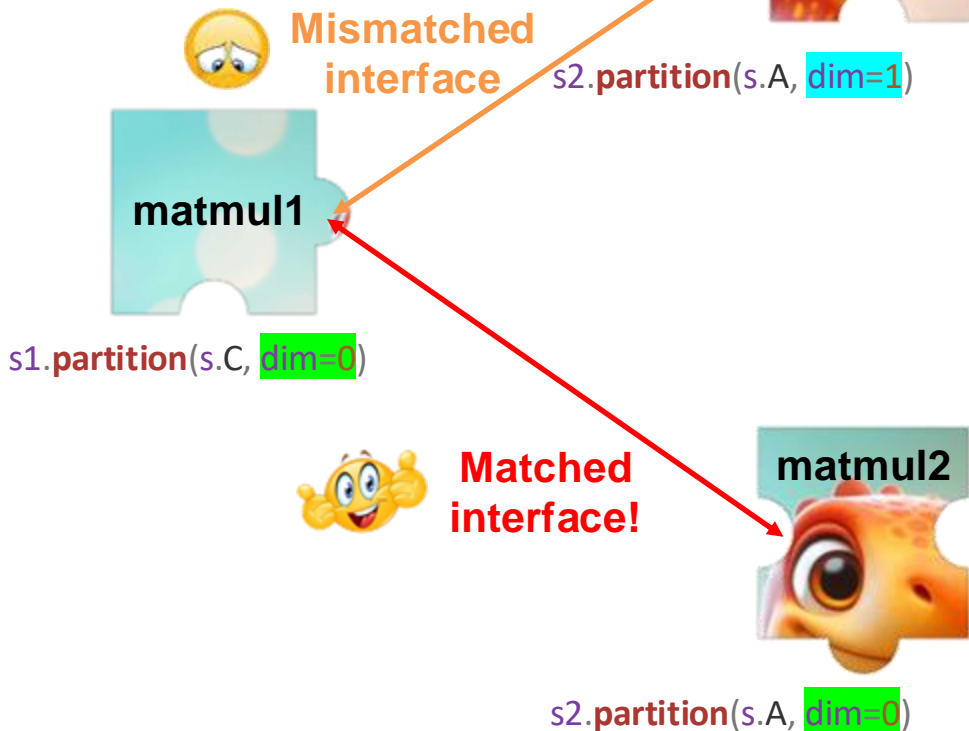 Mismatched
interface
s2.partition(s.A, dim=1)
matmul1
s1.partition(s.C, dim=0)
Matched
interface!
matmul2
s2.partition(s.A, dim=0)